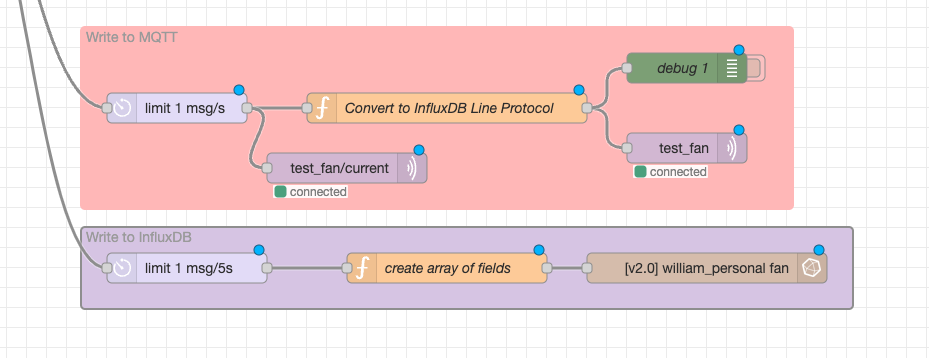 Write to MQTT
debug 1
limit 1 msg/s
Convert to InfluxDB Line Protocol
test_fan
connected
test_fan/current
connected
Write to InfluxDB
limit 1 msg/5s
create array of fields
[v2.0] william_personal fan